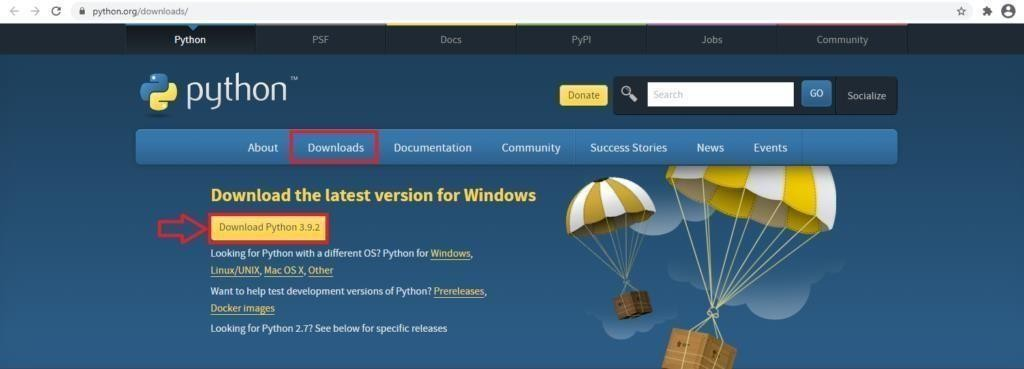 python.org/downloads/
Python PSF Docs PyPI Jobs Community
python™
Donate Search GO Socialize
About Downloads Documentation Community Success Stories News Events
Download the latest version for Windows
Download Python 3.9.2
Looking for Python with a different OS? Python for Windows,
Linux/UNIX, Mac OS X, Other
Want to help test development versions of Python? Prereleases,
Docker images
Looking for Python 2.7? See below for specific releases